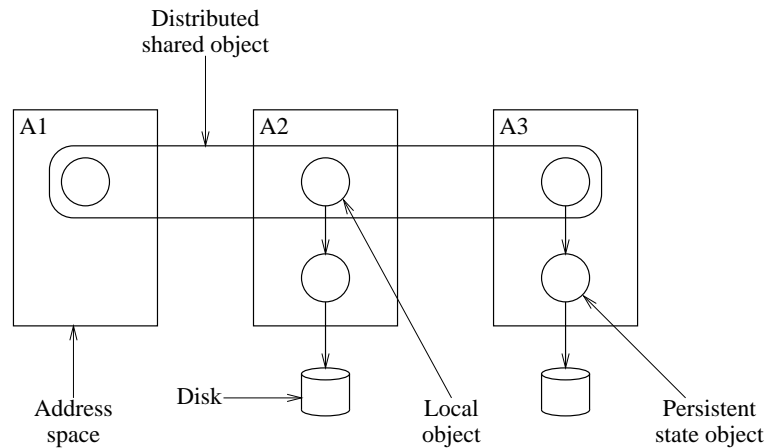 Distributed
shared object
A1
A2
A3
Disk
Address
space
Local
object
Persistent
state object